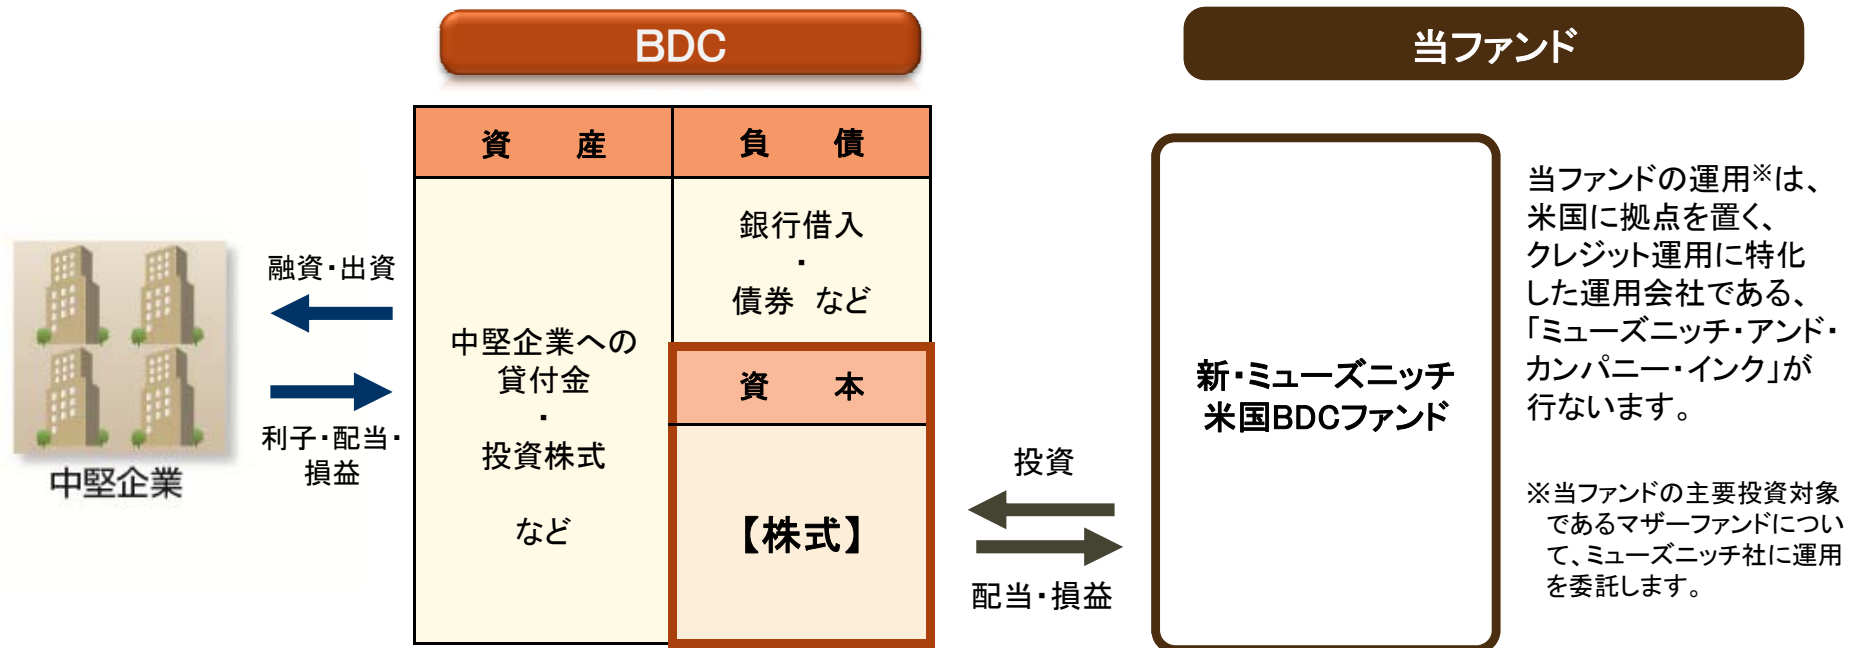 BDC
当ファンド
資　産
負　債
銀行借入
・
債券 など
中堅企業への
貸付金
・
投資株式
など
資　本
【株式】
融資・出資
利子・配当・
損益
中堅企業
投資
配当・損益
新・ミューズニッチ
米国BDCファンド
当ファンドの運用※は、
米国に拠点を置く、
クレジット運用に特化
した運用会社である、
「ミューズニッチ・アンド・
カンパニー・インク」が
行ないます。
※当ファンドの主要投資対象
であるマザーファンドについ
て、ミューズニッチ社に運用
を委託します。